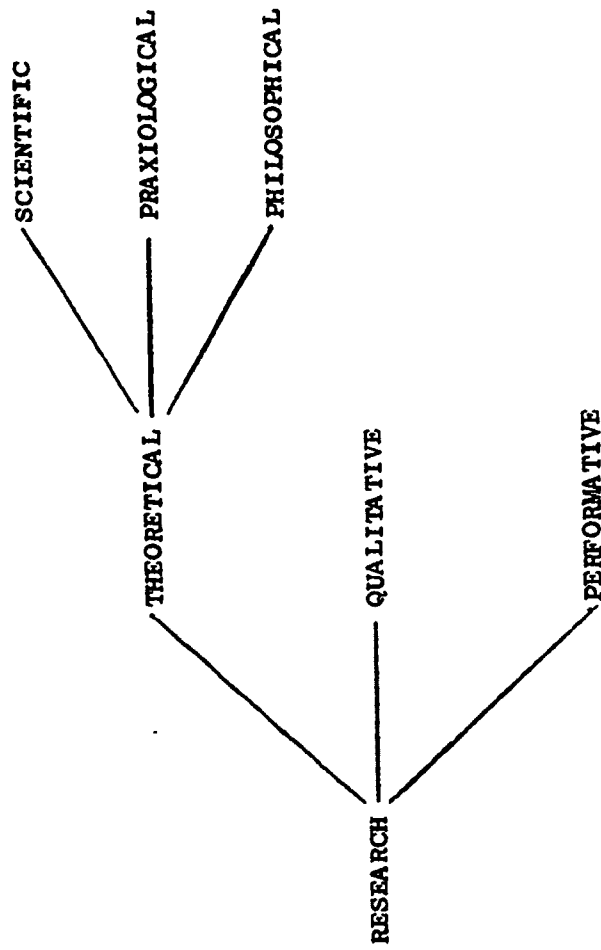 RESEARCH
THEORETICAL
QUALITATIVE
PERFORMATIVE
SCIENTIFIC
PRAXIOLOGICAL
PHILOSOPHICAL